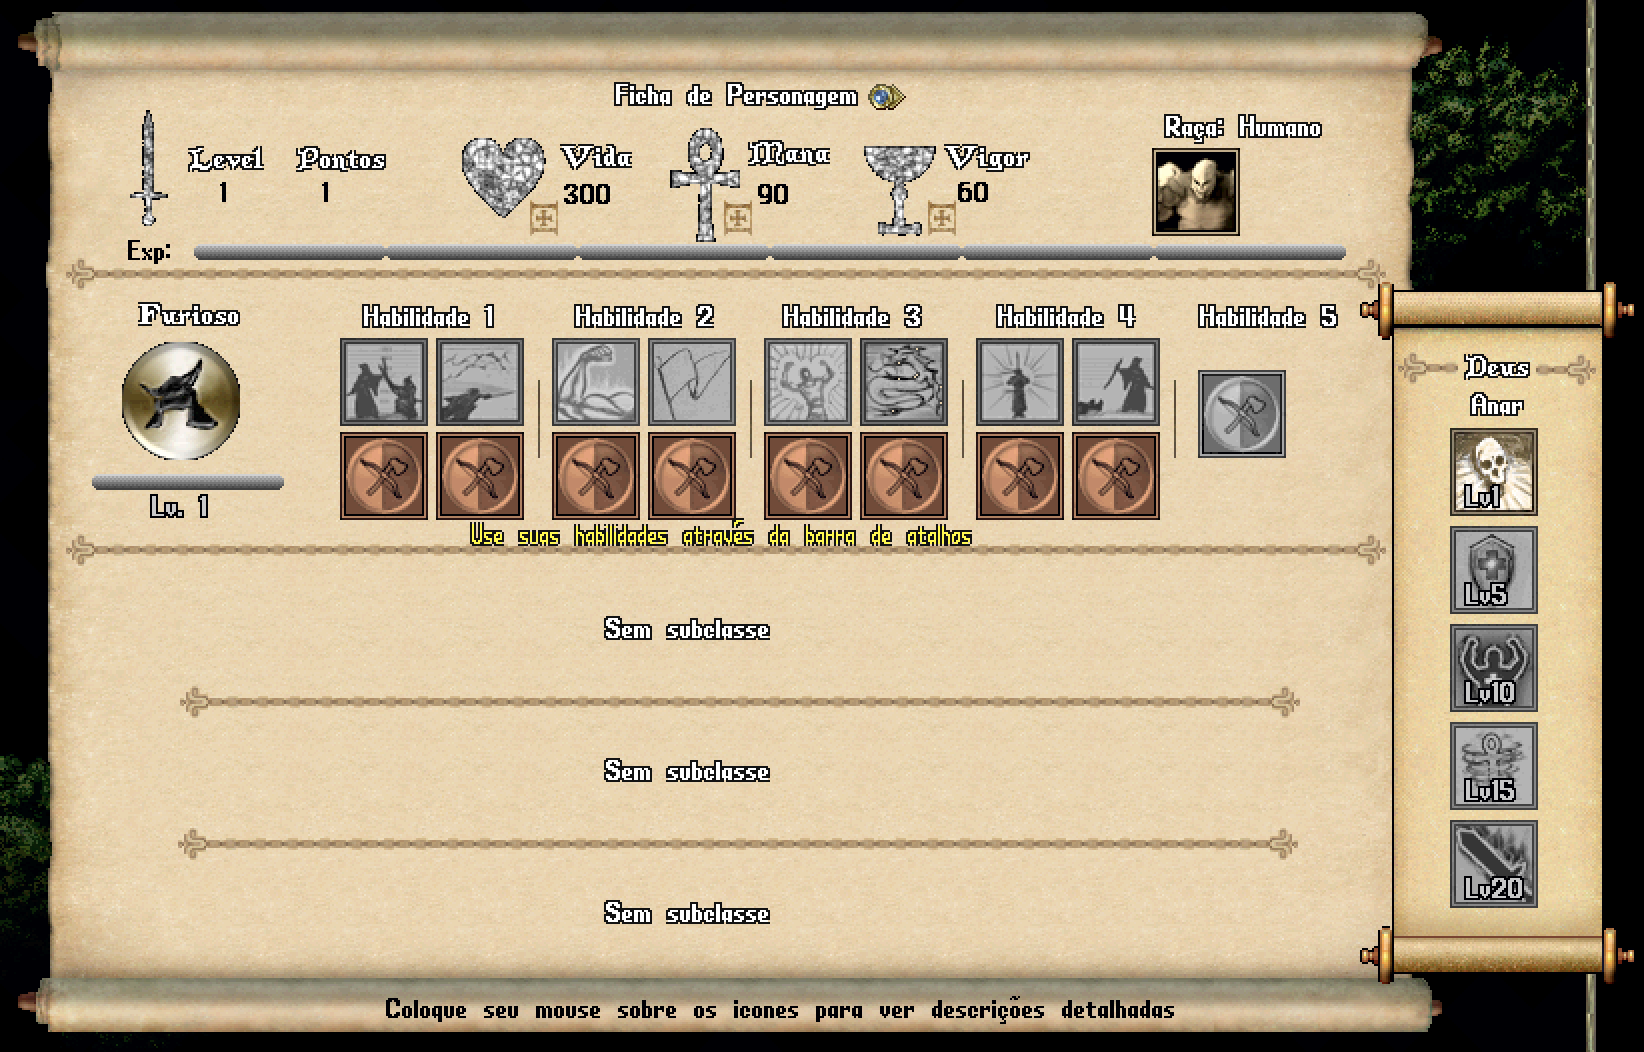 Ficha de Personagem
Raça: Humano
Level Pontos Vida Mana Vigor
1 1 300 90 60
Exp:
Furioso Habilidade 1 Habilidade 2 Habilidade 3 Habilidade 4 Habilidade 5
Lv. 1
Use suas habilidades através da barra de atalhos
Sem subclasse
Sem subclasse
Sem subclasse
Deus
Anar
Lv1
Lv5
Lv10
Lv15
Lv20
Coloque seu mouse sobre os icones para ver descrições detalhadas